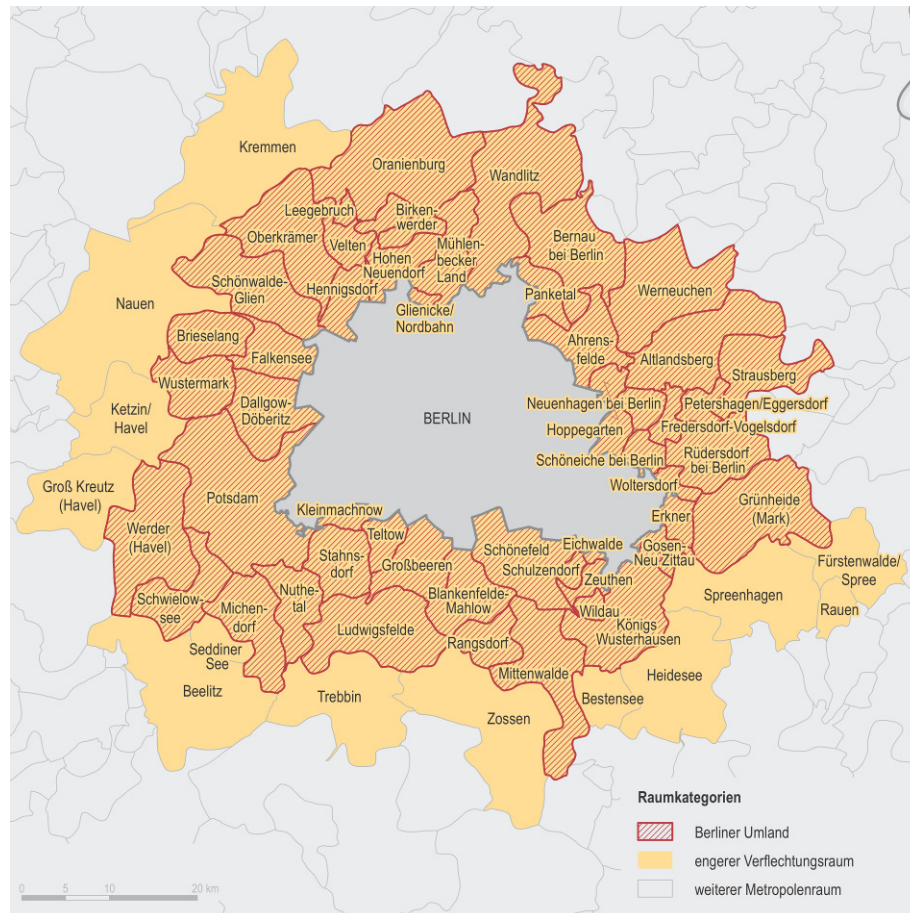 Kremmen
Oranienburg
Wandlitz
Leegebruch
Birken-
werder
Oberkrämer
Velten
Mühlen-
becker
Land
Bernau
bei Berlin
Hohen
Neuendorf
Schönwalde-
Glien
Hennigsdorf
Panketal
Werneuchen
Nauen
Glienicke/
Nordbahn
Brieselang
Falkensee
Ahrens-
felde
Altlandsberg
Strausberg
Wustermark
Dallgow-
Döberitz
Ketzin/
Havel
Neuenhagen bei Berlin
Petershagen/Eggersdorf
BERLIN
Hoppegarten
Fredersdorf-Vogelsdorf
Schöneiche bei Berlin
Rüdersdorf
bei Berlin
Groß Kreutz
(Havel)
Potsdam
Woltersdorf
Grünheide
(Mark)
Kleinmachnow
Erkner
Werder
(Havel)
Teltow
Stahns-
dorf
Schönefeld
Eichwalde
Gosen-
Neu Zittau
Großbeeren
Schulzendorf
Fürstenwalde/
Spree
Zeuthen
Nuthe-
tal
Blankenfelde-
Mahlow
Spreenhagen
Schwielow-
see
Michen-
dorf
Wildau
Rauen
Königs
Wusterhausen
Ludwigsfelde
Rangsdorf
Seddiner
See
Mittenwalde
Heidesee
Beelitz
Trebbin
Bestensee
Zossen
Raumkategorien
Berliner Umland
engerer Verflechtungsraum
weiterer Metropolenraum
0 5 10 20 km